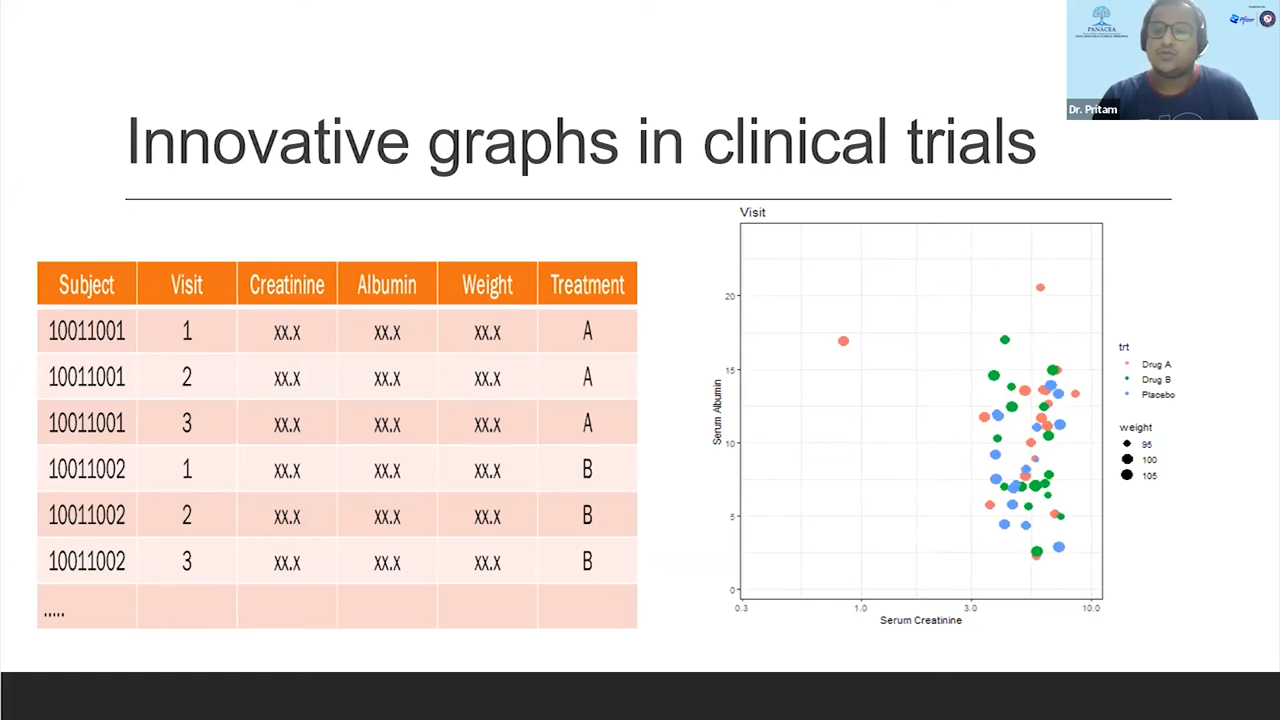 PANACEA
Pfizer
Dr. Pritam
Innovative graphs in clinical trials
Subject Visit Creatinine Albumin Weight Treatment
10011001 1 xx.x xx.x xx.x A
10011001 2 xx.x xx.x xx.x A
10011001 3 xx.x xx.x xx.x A
10011002 1 xx.x xx.x xx.x B
10011002 2 xx.x xx.x xx.x B
10011002 3 xx.x xx.x xx.x B
.....
Visit
20
15
10
5
0
Serum Albumin
0.3 1.0 3.0 10.0
Serum Creatinine
trt
Drug A
Drug B
Placebo
weight
95
100
105